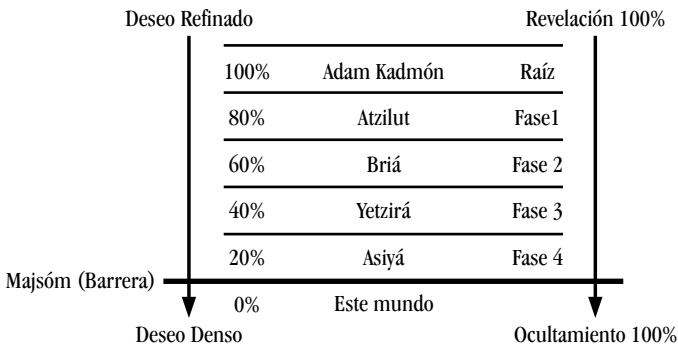 Deseo Refinado Revelación 100%
100% Adam Kadmón Raíz
80% Atzilut Fase1
60% Briá Fase 2
40% Yetzirá Fase 3
20% Asiyá Fase 4
Majsóm (Barrera)
0% Este mundo
Deseo Denso Ocultamiento 100%